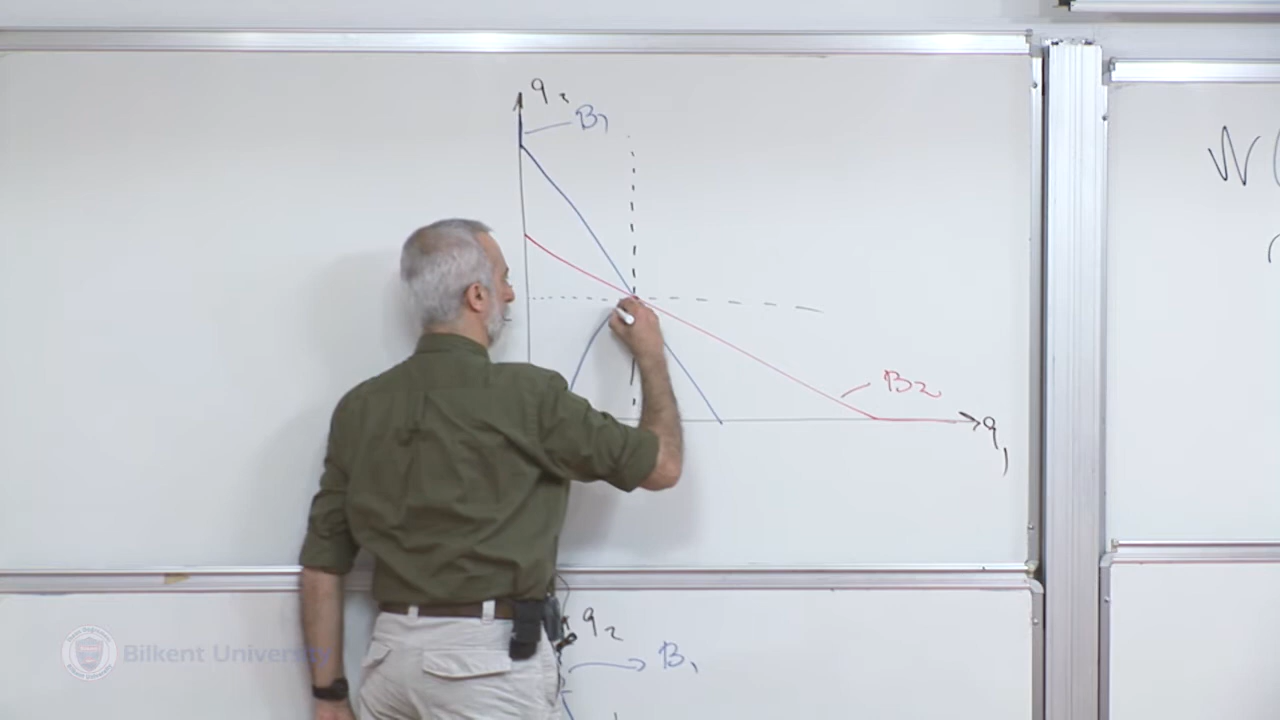 q₂
B₁
W(
B₂
q₁
q₂
B₁
Bilkent University